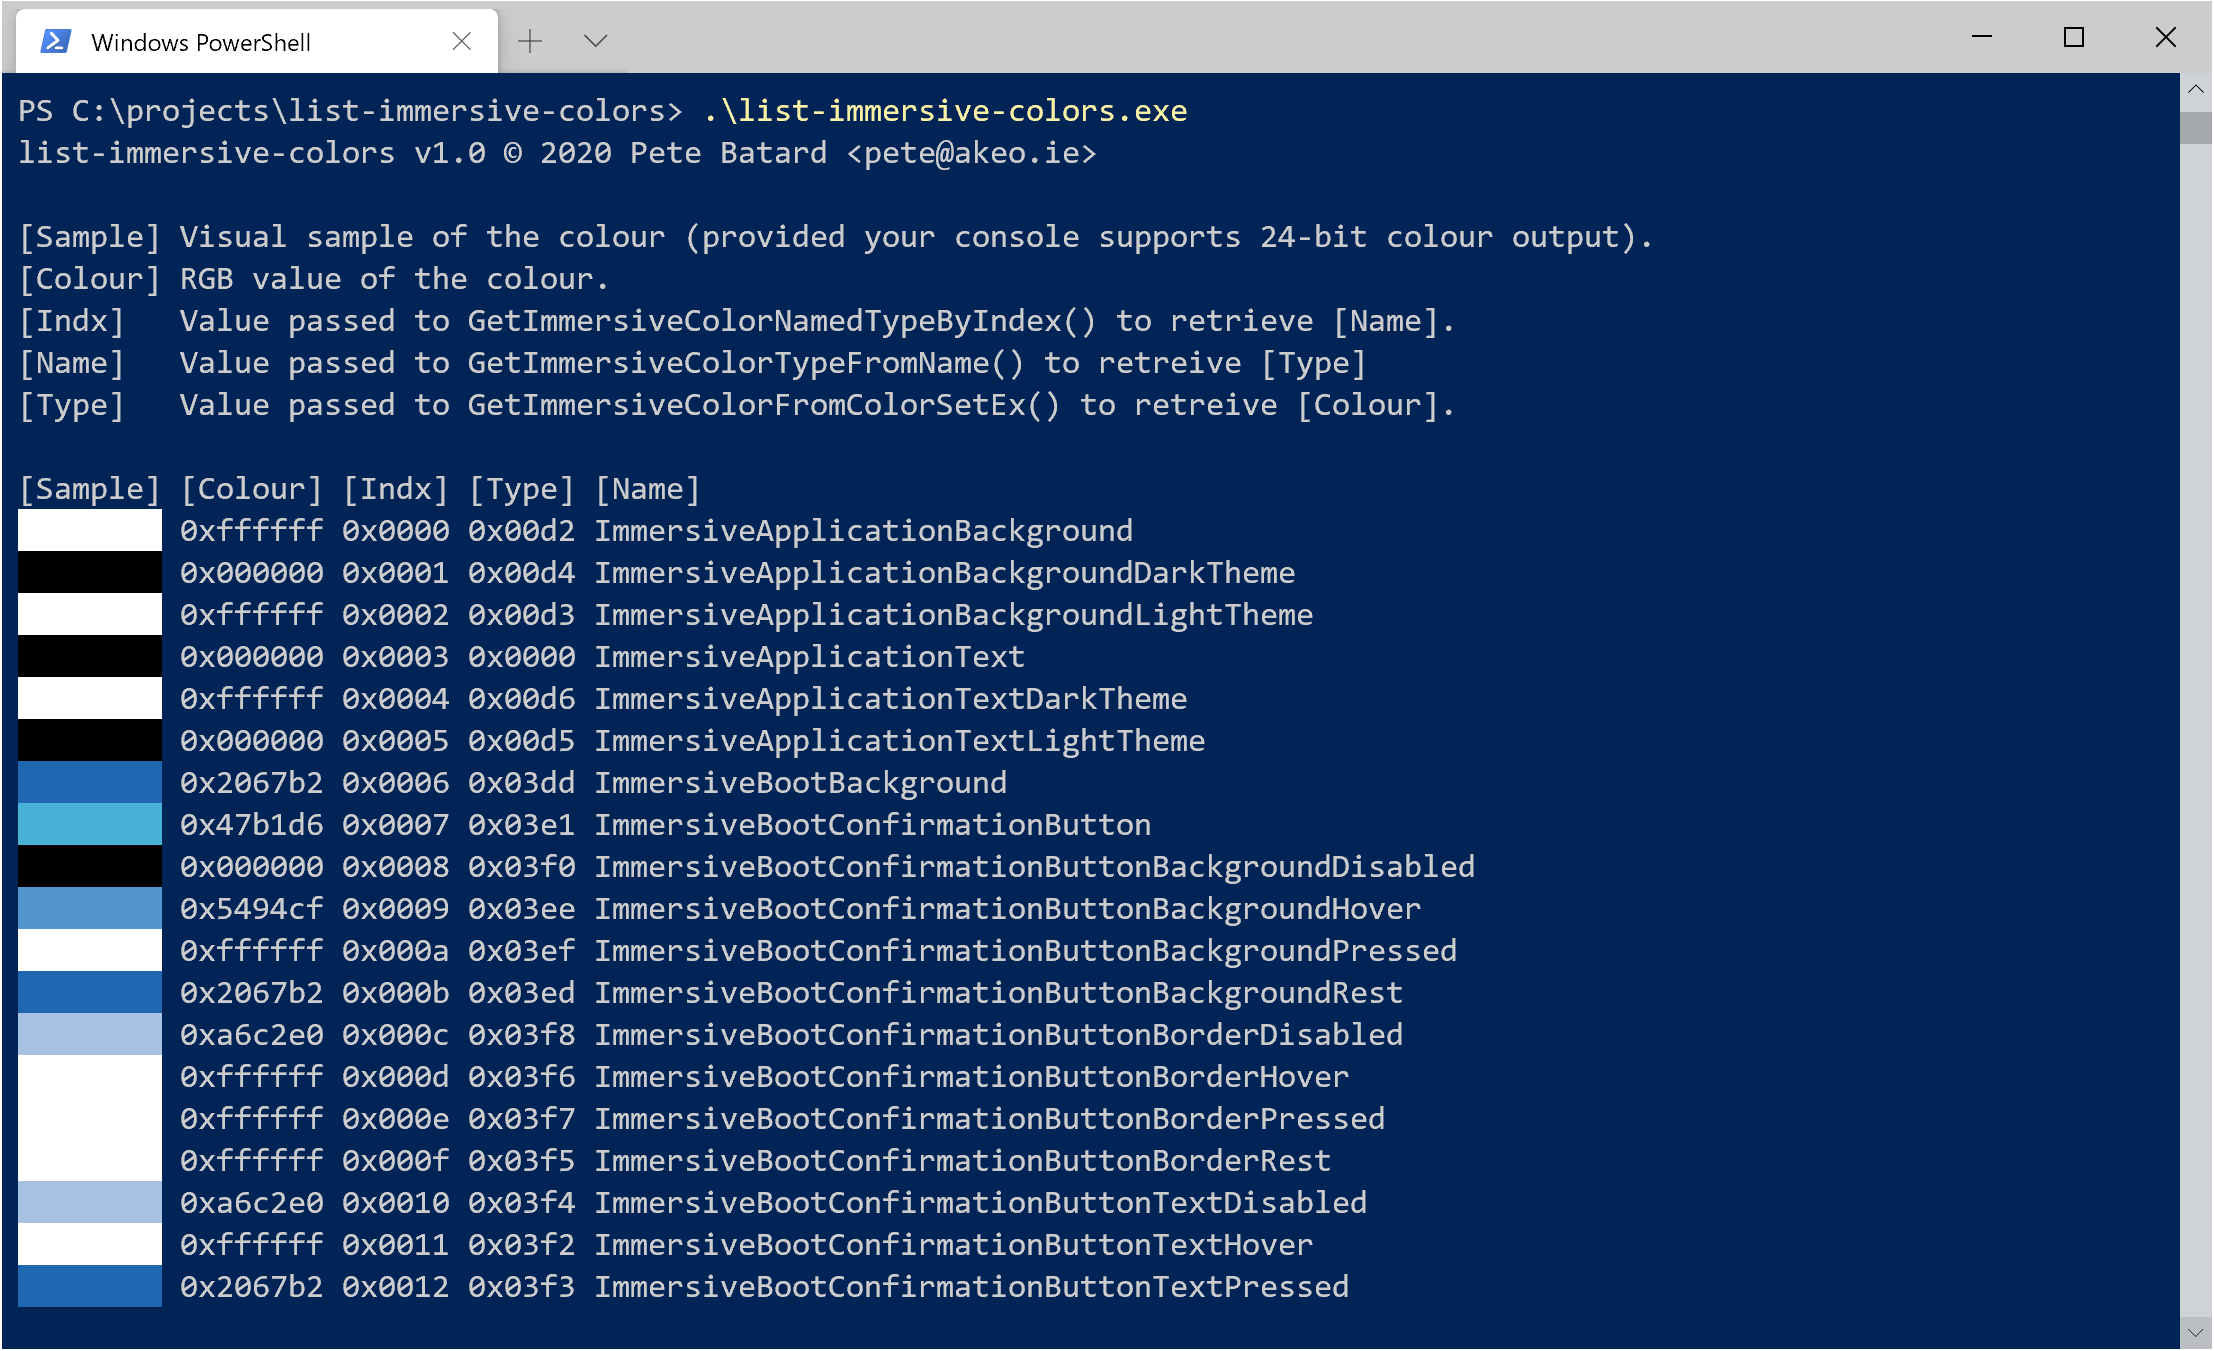 Windows PowerShell
PS C:\projects\list-immersive-colors> .\list-immersive-colors.exe
list-immersive-colors v1.0 © 2020 Pete Batard <pete@akeo.ie>
[Sample] Visual sample of the colour (provided your console supports 24-bit colour output).
[Colour] RGB value of the colour.
[Indx]   Value passed to GetImmersiveColorNamedTypeByIndex() to retrieve [Name].
[Name]   Value passed to GetImmersiveColorTypeFromName() to retreive [Type]
[Type]   Value passed to GetImmersiveColorFromColorSetEx() to retreive [Colour].
[Sample] [Colour] [Indx] [Type] [Name]
0xffffff 0x0000 0x00d2 ImmersiveApplicationBackground
0x000000 0x0001 0x00d4 ImmersiveApplicationBackgroundDarkTheme
0xffffff 0x0002 0x00d3 ImmersiveApplicationBackgroundLightTheme
0x000000 0x0003 0x0000 ImmersiveApplicationText
0xffffff 0x0004 0x00d6 ImmersiveApplicationTextDarkTheme
0x000000 0x0005 0x00d5 ImmersiveApplicationTextLightTheme
0x2067b2 0x0006 0x03dd ImmersiveBootBackground
0x47b1d6 0x0007 0x03e1 ImmersiveBootConfirmationButton
0x000000 0x0008 0x03f0 ImmersiveBootConfirmationButtonBackgroundDisabled
0x5494cf 0x0009 0x03ee ImmersiveBootConfirmationButtonBackgroundHover
0xffffff 0x000a 0x03ef ImmersiveBootConfirmationButtonBackgroundPressed
0x2067b2 0x000b 0x03ed ImmersiveBootConfirmationButtonBackgroundRest
0xa6c2e0 0x000c 0x03f8 ImmersiveBootConfirmationButtonBorderDisabled
0xffffff 0x000d 0x03f6 ImmersiveBootConfirmationButtonBorderHover
0xffffff 0x000e 0x03f7 ImmersiveBootConfirmationButtonBorderPressed
0xffffff 0x000f 0x03f5 ImmersiveBootConfirmationButtonBorderRest
0xa6c2e0 0x0010 0x03f4 ImmersiveBootConfirmationButtonTextDisabled
0xffffff 0x0011 0x03f2 ImmersiveBootConfirmationButtonTextHover
0x2067b2 0x0012 0x03f3 ImmersiveBootConfirmationButtonTextPressed